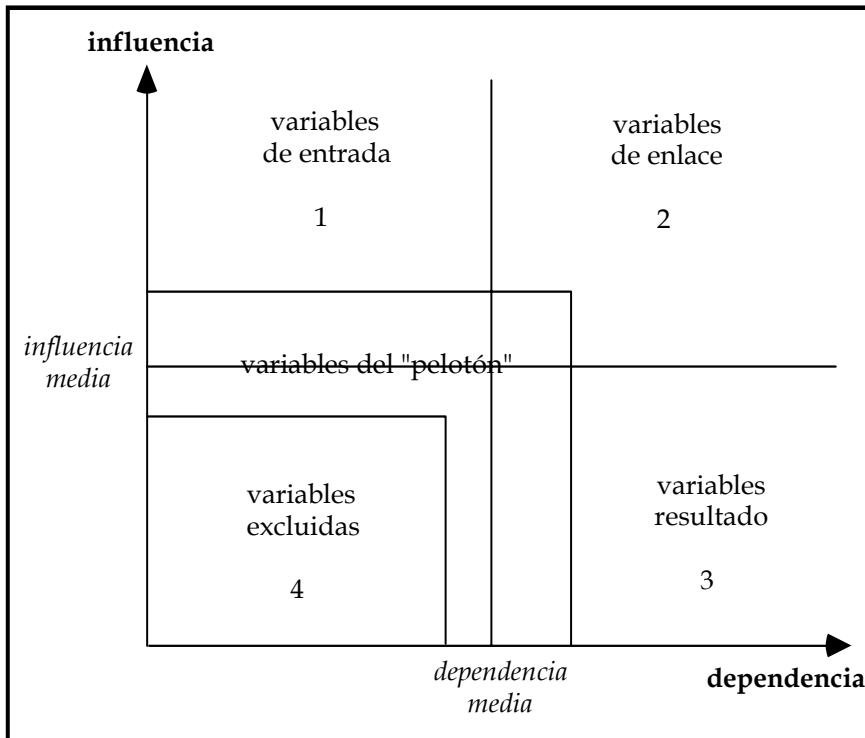 influencia
variables
de entrada
1
variables
de enlace
2
influencia
media
variables del "pelotón"
variables
excluidas
4
variables
resultado
3
dependencia
media
dependencia